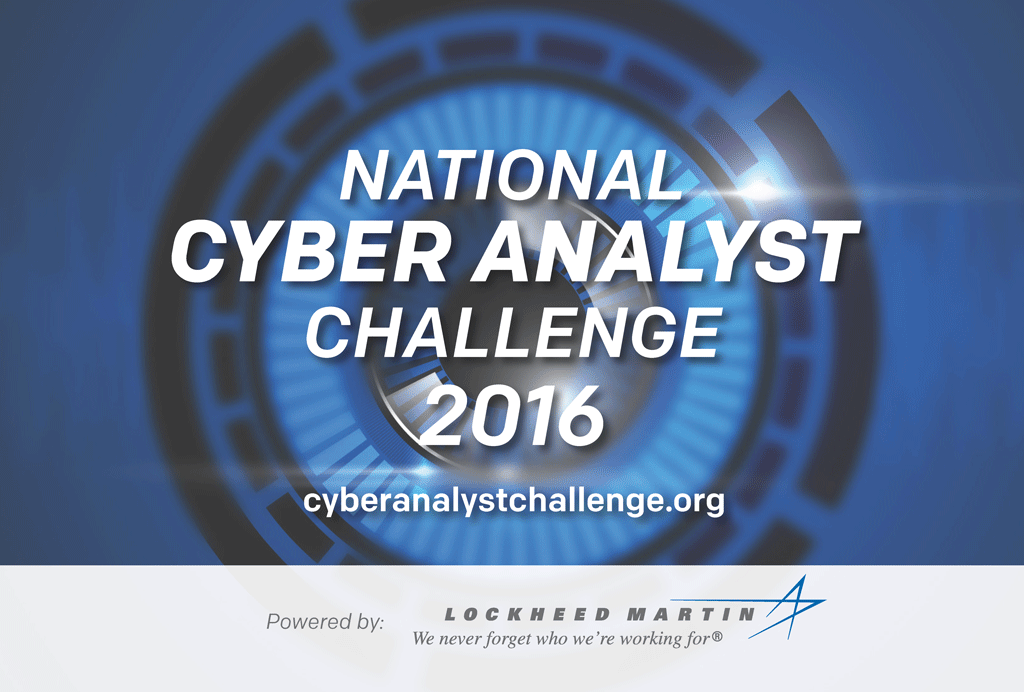 NATIONAL
CYBER ANALYST
CHALLENGE
2016
cyberanalystchallenge.org
Powered by:
LOCKHEED MARTIN
We never forget who we're working for®